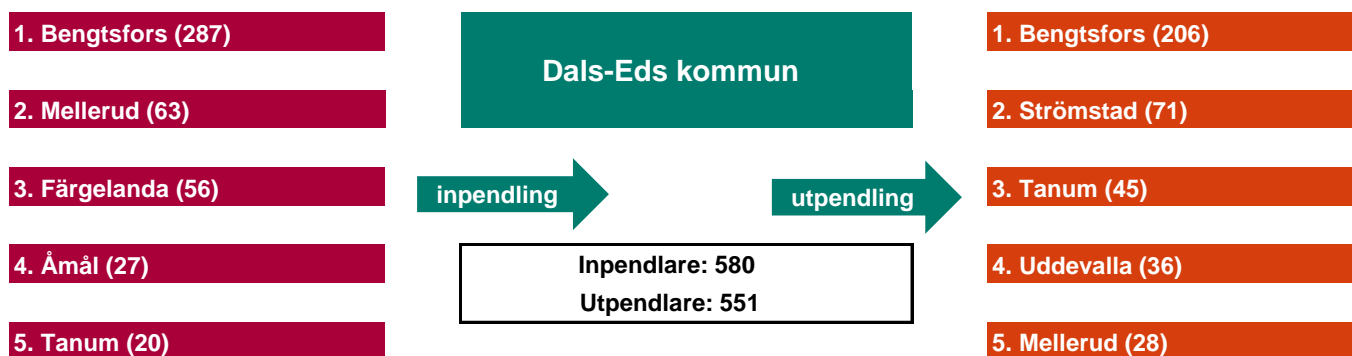 1. Bengtsfors (287)
2. Mellerud (63)
3. Färgelanda (56)
4. Åmål (27)
5. Tanum (20)
Dals-Eds kommun
inpendling
utpendling
Inpendlare: 580
Utpendlare: 551
1. Bengtsfors (206)
2. Strömstad (71)
3. Tanum (45)
4. Uddevalla (36)
5. Mellerud (28)